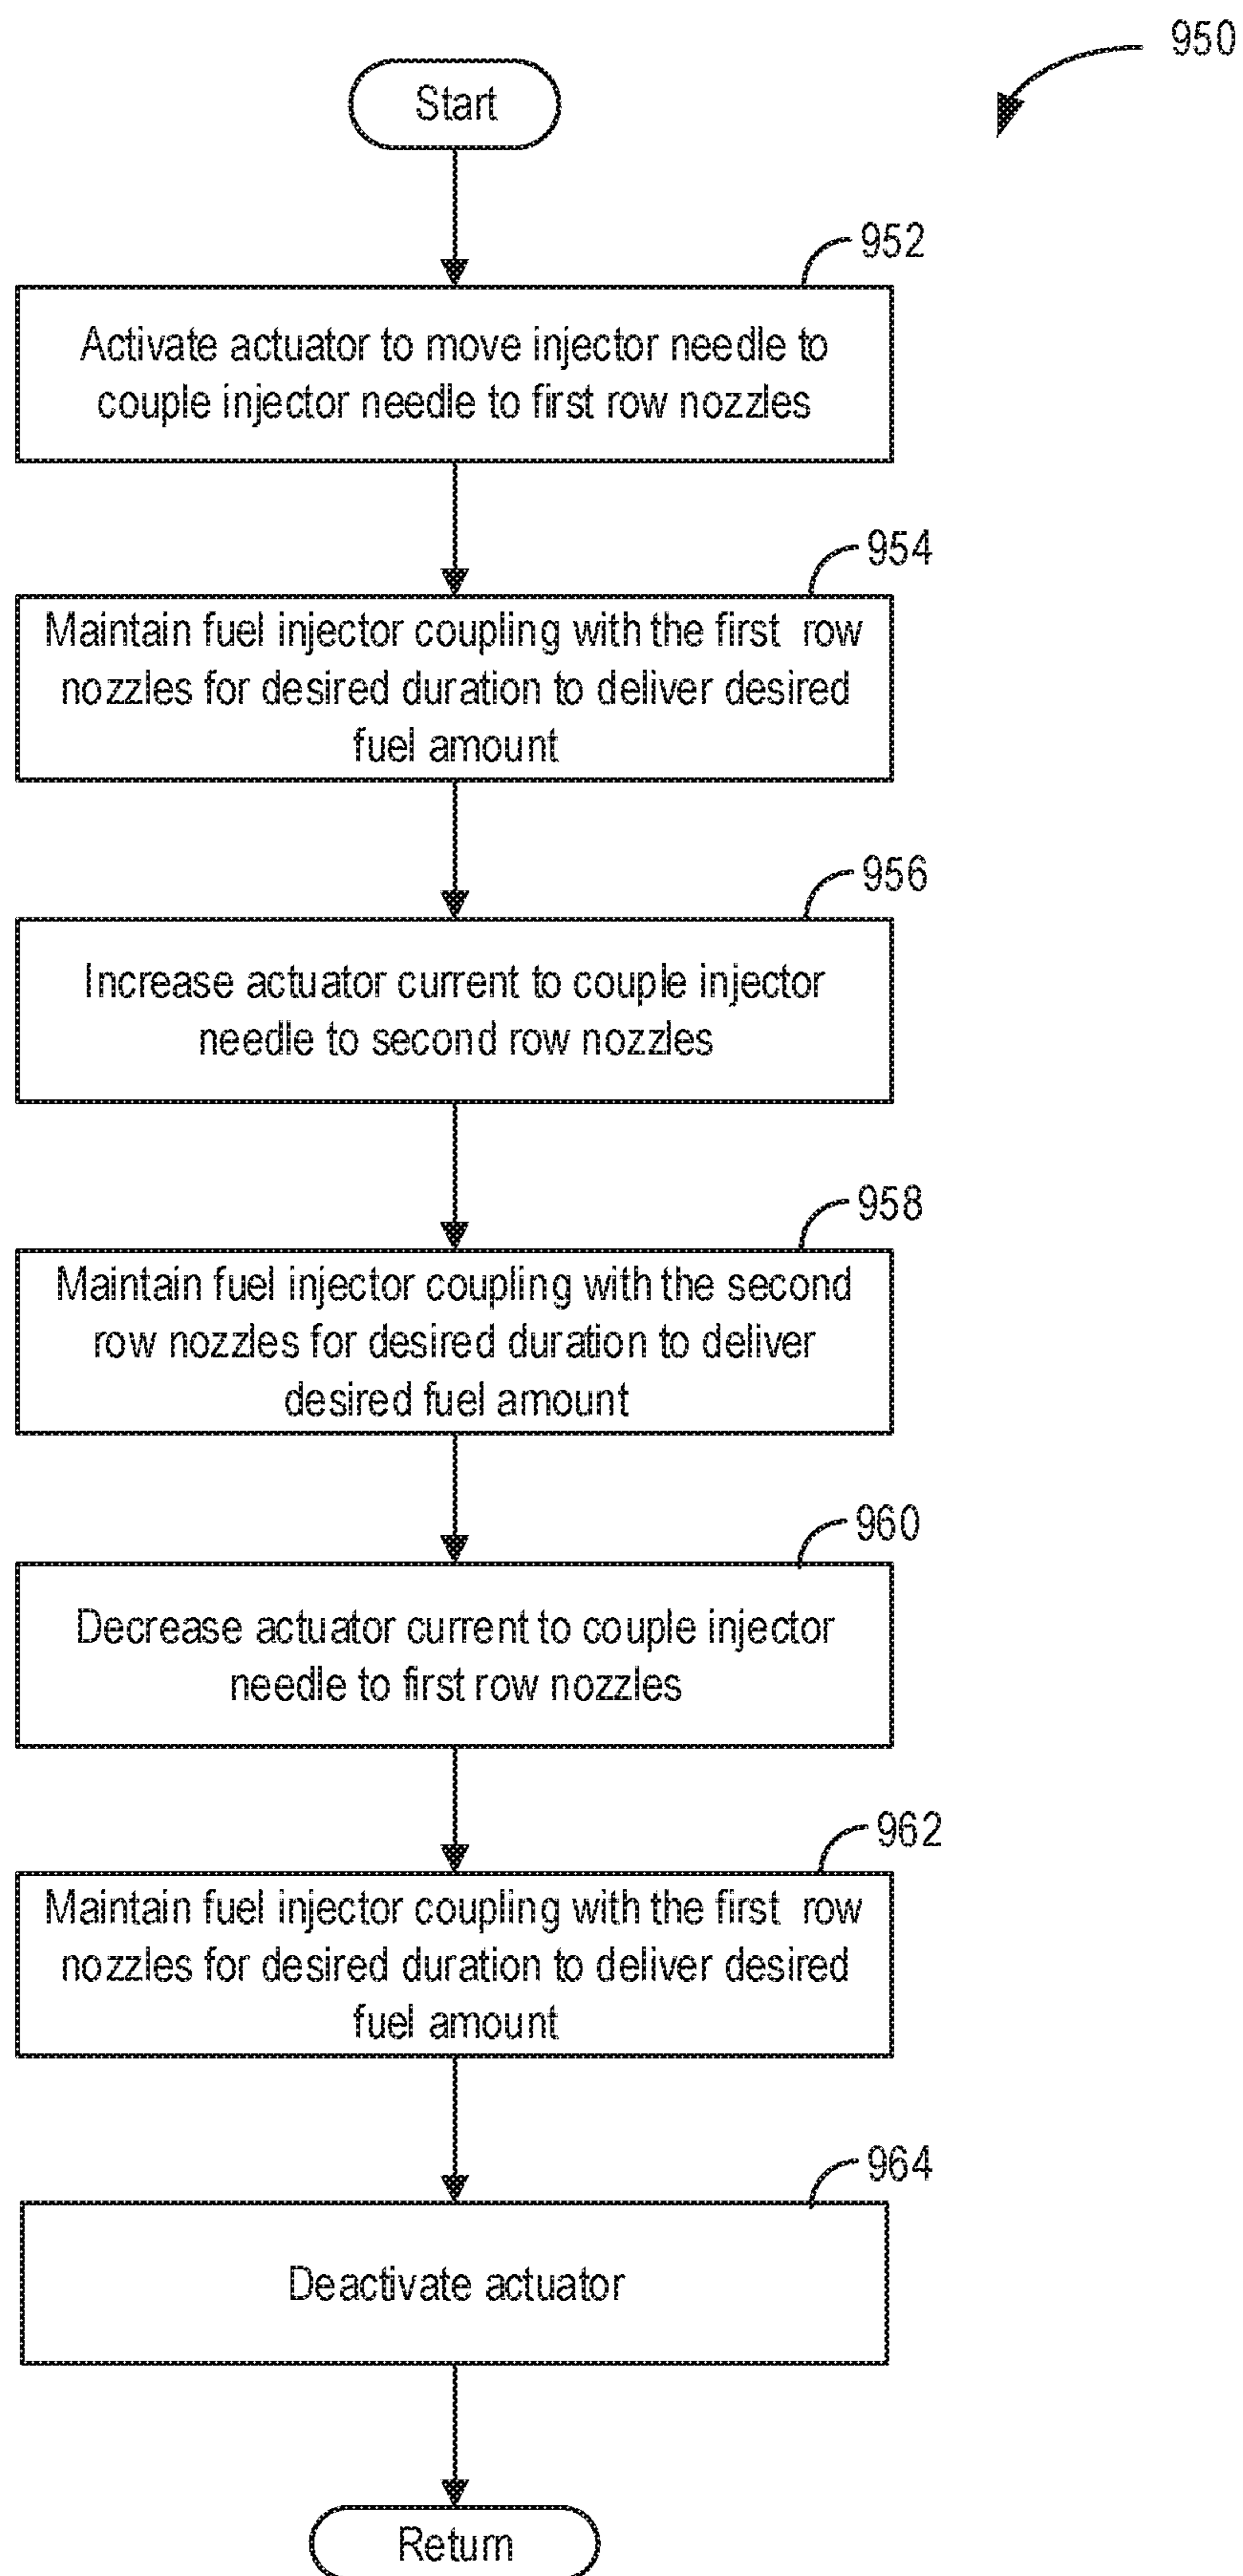 950
Start
952
Activate actuator to move injector needle to
couple injector needle to first row nozzles
954
Maintain fuel injector coupling with the first row
nozzles for desired duration to deliver desired
fuel amount
956
Increase actuator current to couple injector
needle to second row nozzles
958
Maintain fuel injector coupling with the second
row nozzles for desired duration to deliver
desired fuel amount
960
Decrease actuator current to couple injector
needle to first row nozzles
962
Maintain fuel injector coupling with the first row
nozzles for desired duration to deliver desired
fuel amount
964
Deactivate actuator
Return